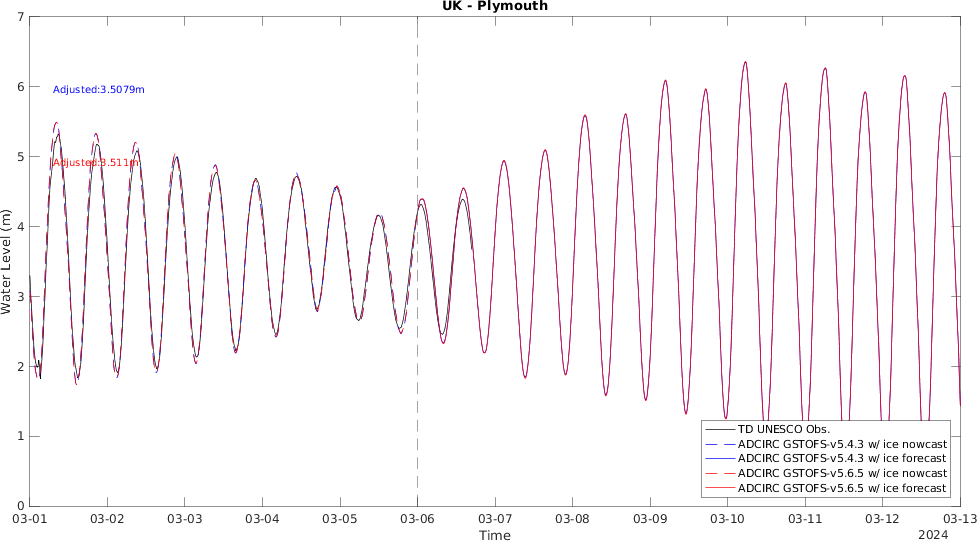 UK - Plymouth
7
6
5
4
3
2
1
0
Water Level (m)
Adjusted:3.5079m
Adjusted:3.511m
TD UNESCO Obs.
ADCIRC GSTOFS-v5.4.3 w/ ice nowcast
ADCIRC GSTOFS-v5.4.3 w/ ice forecast
ADCIRC GSTOFS-v5.6.5 w/ ice nowcast
ADCIRC GSTOFS-v5.6.5 w/ ice forecast
03-01 03-02 03-03 03-04 03-05 03-06 03-07 03-08 03-09 03-10 03-11 03-12 03-13
Time
2024